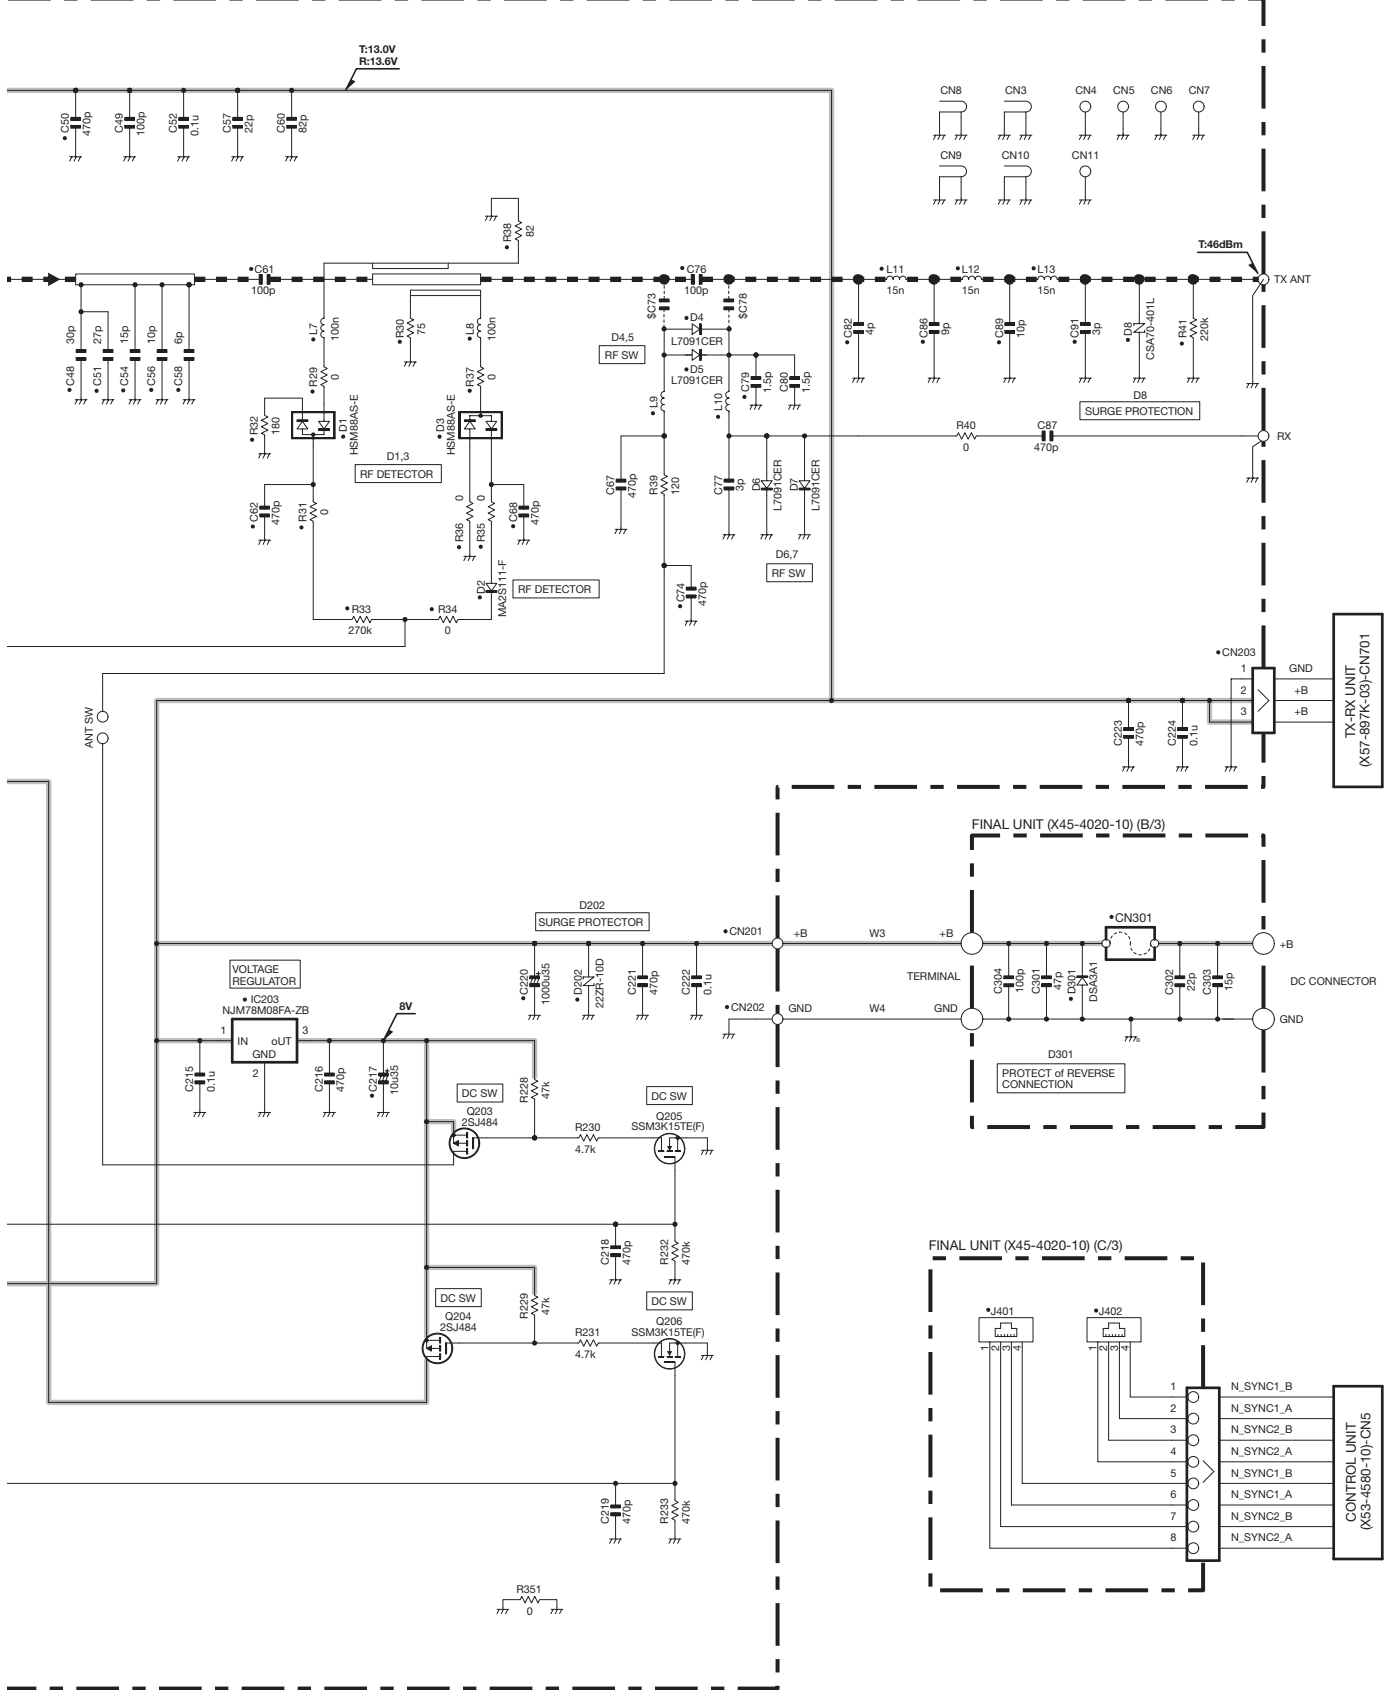 T:13.0V
R:13.6V
• C50
470p
C49
100p
C52
0.1u
C57
22p
C60
82p
CN8
CN3
CN4
CN5
CN6
CN7
CN9
CN10
CN11
• R38
82
T:46dBm
TX ANT
• C61
100p
• C76
100p
• L11
15n
• L12
15n
• L13
15n
30p
27p
15p
10p
6p
• C48
• C51
• C54
• C56
• C58
• L7
100n
• R30
75
• L8
100n
$C73
$C78
• D4
L7091CER
• D5
L7091CER
D4,5
RF SW
• C82
4p
• C86
9p
• C89
10p
• C91
3p
• D8
CSA70-401L
• R41
220k
• R29
0
• R37
0
• C79
1.5p
C80
1.5p
D8
SURGE PROTECTION
• R32
180
• D1
HSM88AS-E
• D3
HSM88AS-E
• L9
L10
D1,3
RF DETECTOR
R40
0
C87
470p
RX
C67
470p
R39
120
C77
3p
D6
L7091CER
D7
L7091CER
• C62
470p
• R31
0
• R36
0
• R35
0
• C68
470p
D6,7
RF SW
• D2
MA2S111-F
RF DETECTOR
• C74
470p
• R33
270k
• R34
0
ANT SW
• CN203
1
GND
2
+B
3
+B
TX-RX UNIT
(X57-897K-03)-CN701
C223
470p
C224
0.1u
FINAL UNIT (X45-4020-10) (B/3)
D202
SURGE PROTECTOR
• CN201
+B
W3
+B
• CN301
+B
• C220
1000u35
• D202
22ZR-10D
C221
470p
C222
0.1u
TERMINAL
C304
100p
C301
47p
• D301
DSA3A1
C302
22p
C303
15p
DC CONNECTOR
• CN202
GND
W4
GND
GND
B
D301
PROTECT of REVERSE
CONNECTION
VOLTAGE
REGULATOR
• IC203
NJM78M08FA-ZB
8V
1
IN
oUT
3
GND
2
C215
0.1u
C216
470p
• C217
10u35
DC SW
Q203
2SJ484
R228
47k
R230
4.7k
DC SW
Q205
SSM3K15TE(F)
C218
470p
R232
470k
DC SW
Q204
2SJ484
R229
47k
R231
4.7k
DC SW
Q206
SSM3K15TE(F)
C219
470p
R233
470k
R351
0
FINAL UNIT (X45-4020-10) (C/3)
• J401
• J402
1 2 3 4
1 2 3 4
1
N_SYNC1_B
2
N_SYNC1_A
3
N_SYNC2_B
4
N_SYNC2_A
5
N_SYNC1_B
6
N_SYNC1_A
7
N_SYNC2_B
8
N_SYNC2_A
CONTROL UNIT
(X53-4580-10)-CN5